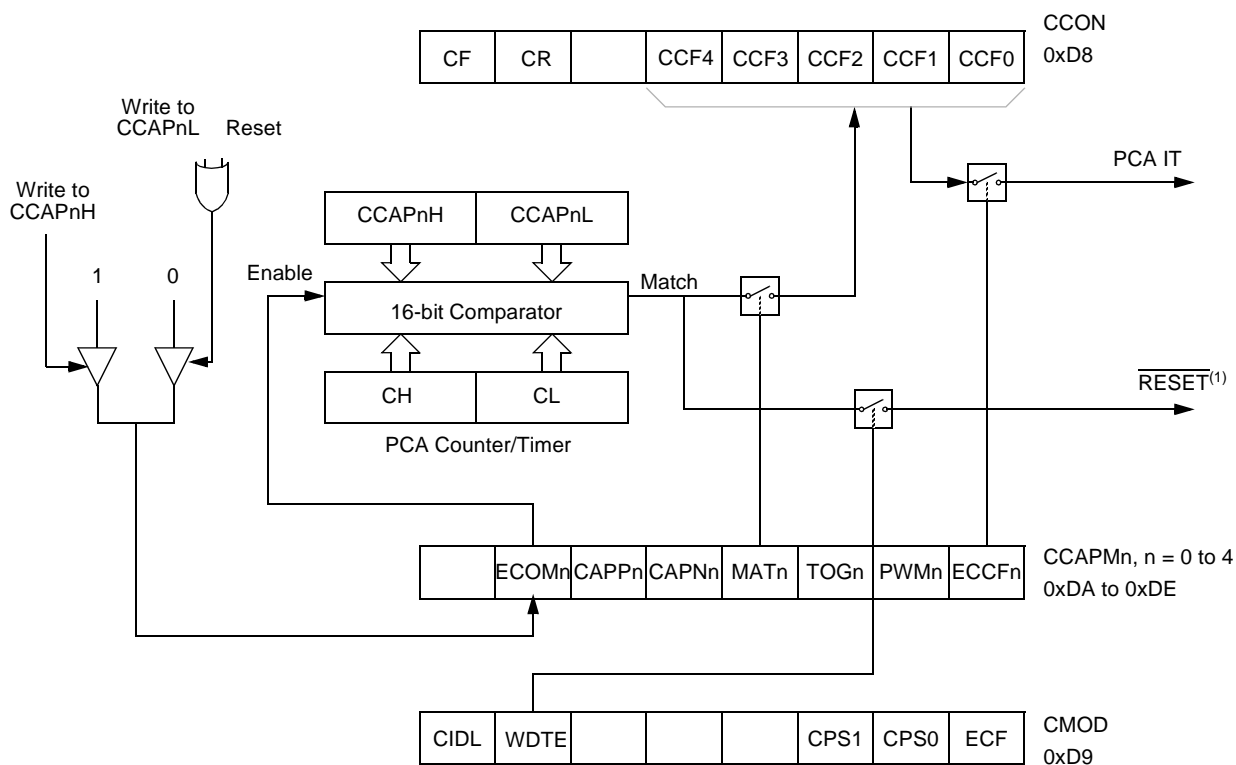 CCON
0xD8
CF CR CCF4 CCF3 CCF2 CCF1 CCF0
Write to
CCAPnL Reset
Write to
CCAPnH
1 0
PCA IT
CCAPnH CCAPnL
Enable
16-bit Comparator
Match
CH CL
PCA Counter/Timer
RESET(1)
ECOMn CAPPn CAPNn MATn TOGn PWMn ECCFn
CCAPMn, n = 0 to 4
0xDA to 0xDE
CIDL WDTE CPS1 CPS0 ECF
CMOD
0xD9